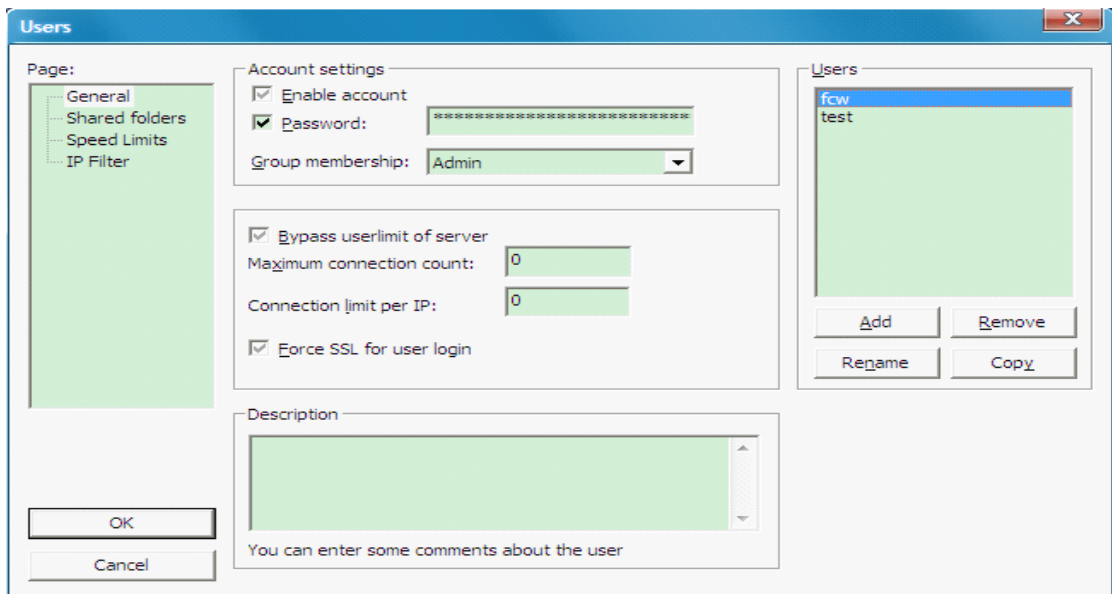 Users
Page:
General
Shared folders
Speed Limits
IP Filter
OK
Cancel
Account settings
Enable account
Password: *************************
Group membership: Admin
Bypass userlimit of server
Maximum connection count: 0
Connection limit per IP: 0
Force SSL for user login
Description
You can enter some comments about the user
Users
fcw
test
Add Remove
Rename Copy